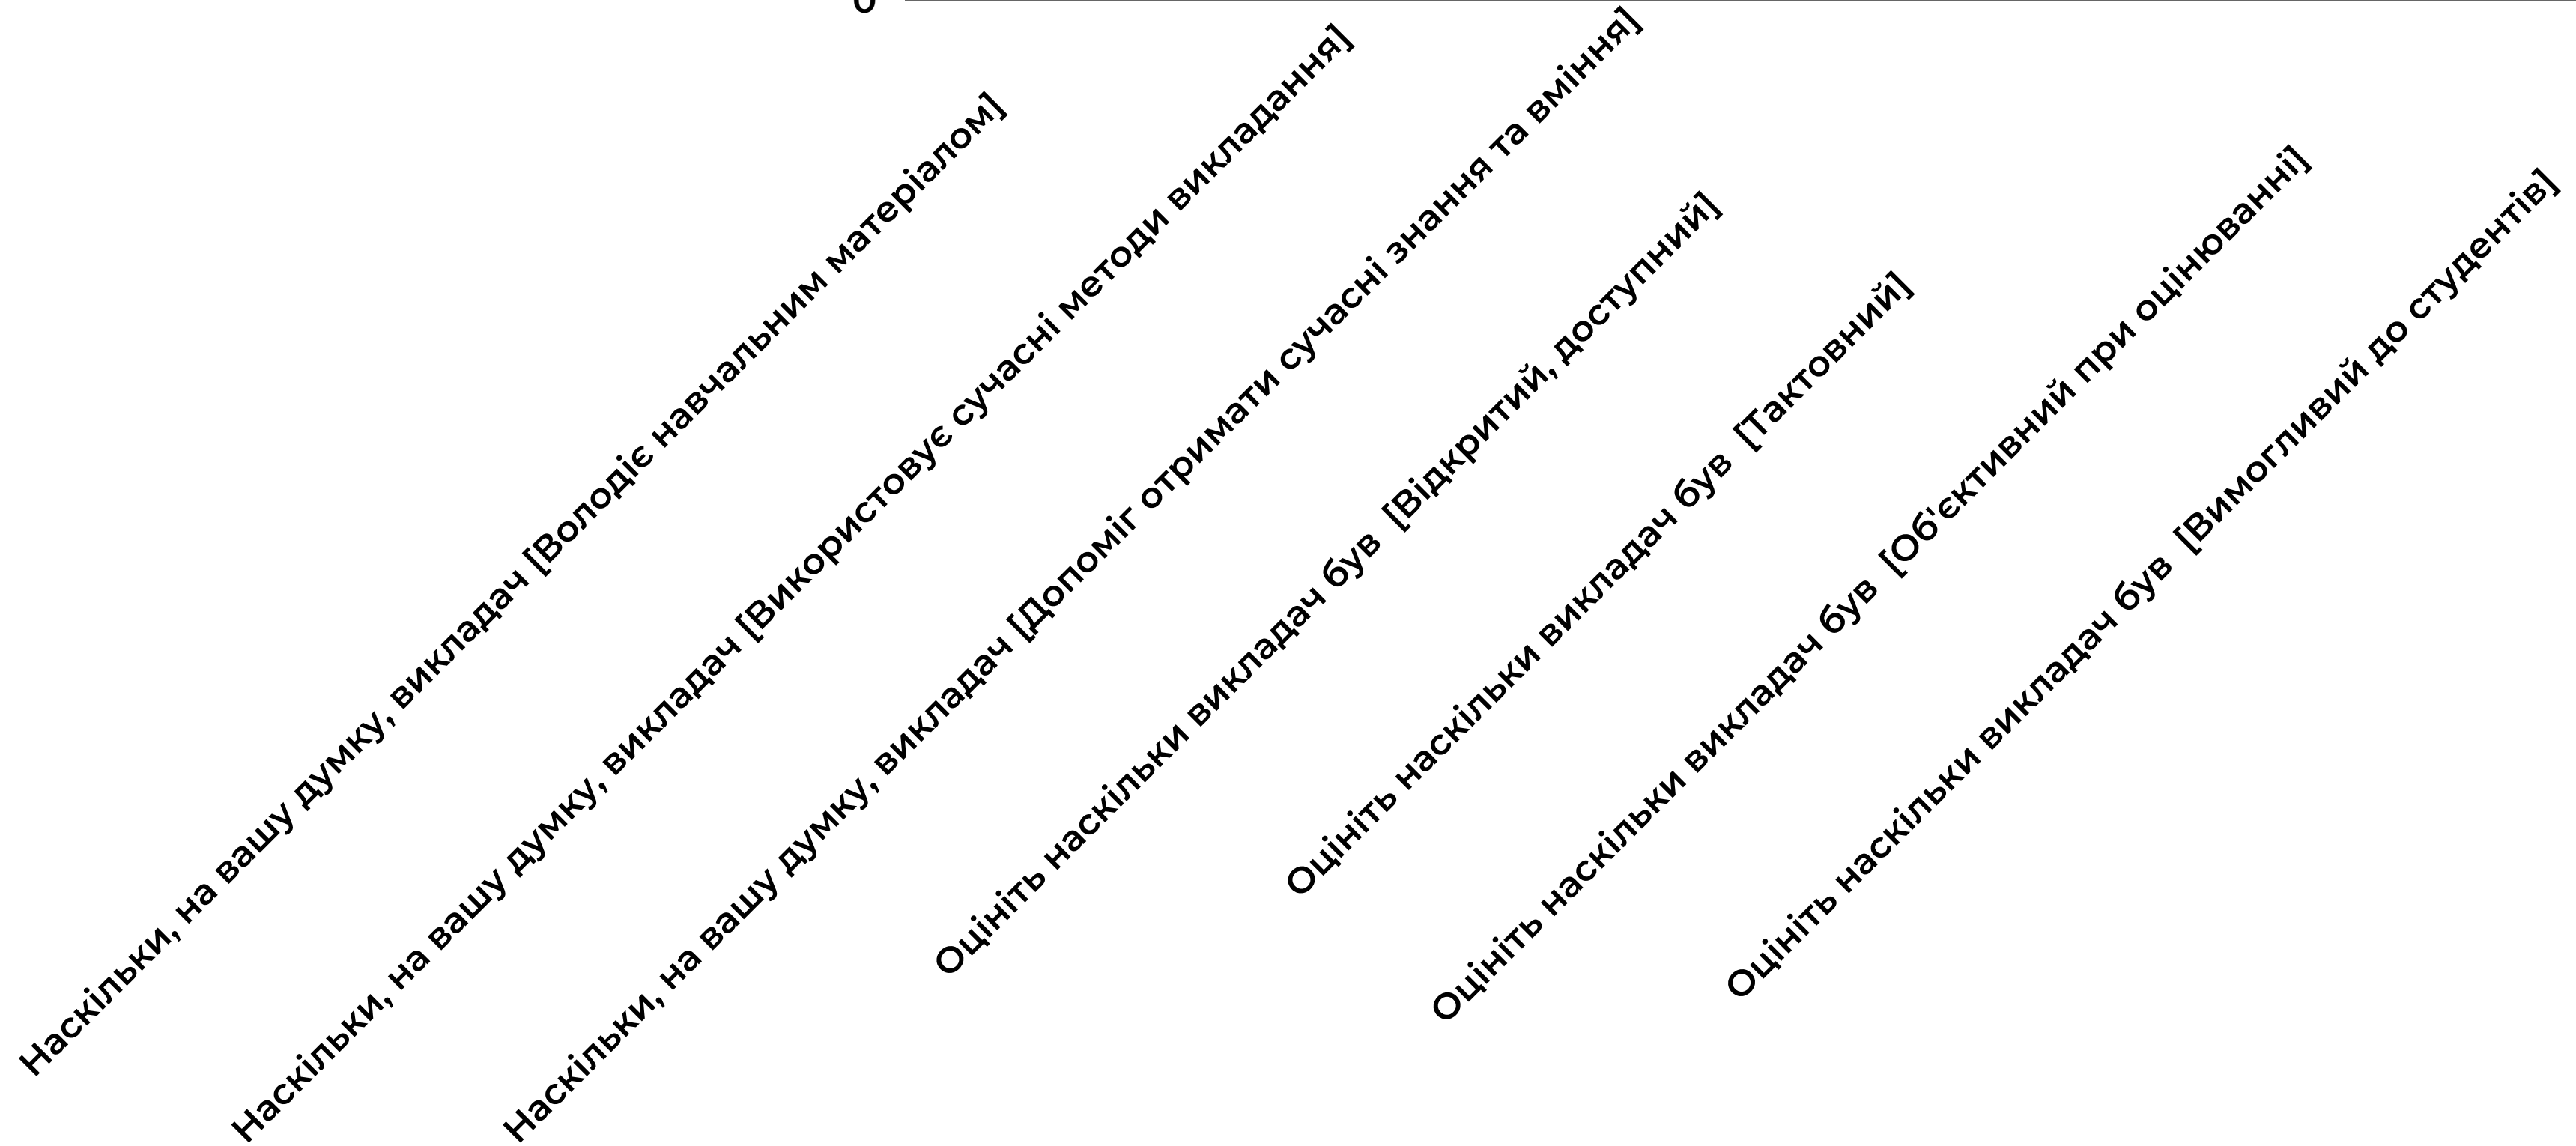 0
Наскільки, на вашу думку, викладач [Володіє навчальним матеріалом]
Наскільки, на вашу думку, викладач [Використовує сучасні методи викладання]
Наскільки, на вашу думку, викладач [Допоміг отримати сучасні знання та вміння]
Оцініть наскільки викладач був  [Відкритий, доступний]
Оцініть наскільки викладач був  [Тактовний]
Оцініть наскільки викладач був  [Об'єктивний при оцінюванні]
Оцініть наскільки викладач був  [Вимогливий до студентів]